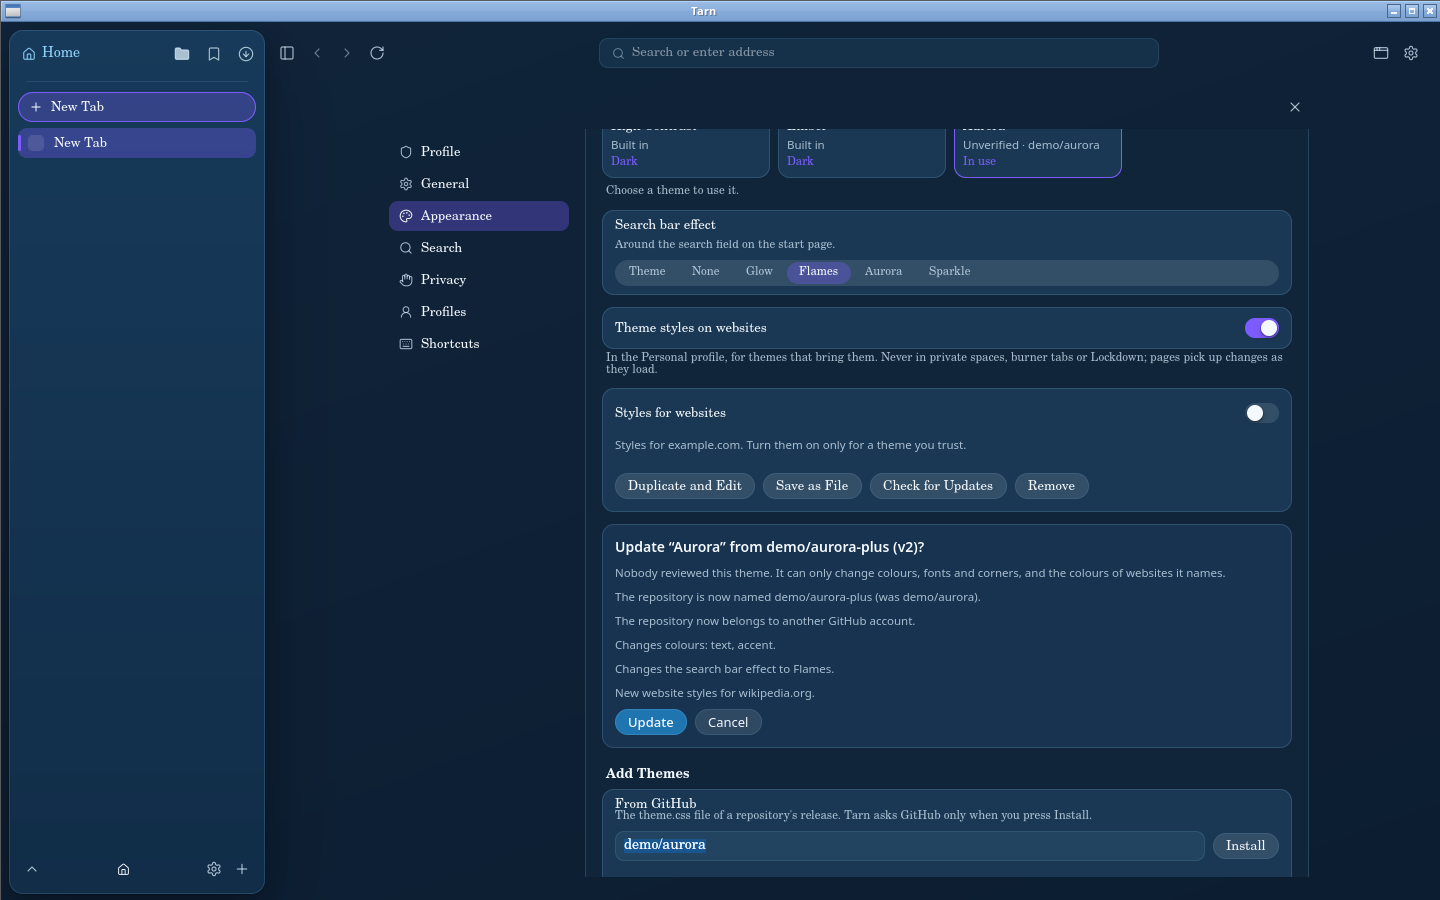 Tarn
Home
Search or enter address
New Tab
New Tab
Profile
General
Appearance
Search
Privacy
Profiles
Shortcuts
High Contrast
Built in
Dark
Ember
Built in
Dark
Aurora
Unverified · demo/aurora
In use
Choose a theme to use it.
Search bar effect
Around the search field on the start page.
Theme None Glow Flames Aurora Sparkle
Theme styles on websites
In the Personal profile, for themes that bring them. Never in private spaces, burner tabs or Lockdown; pages pick up changes as
they load.
Styles for websites
Styles for example.com. Turn them on only for a theme you trust.
Duplicate and Edit Save as File Check for Updates Remove
Update “Aurora” from demo/aurora-plus (v2)?
Nobody reviewed this theme. It can only change colours, fonts and corners, and the colours of websites it names.
The repository is now named demo/aurora-plus (was demo/aurora).
The repository now belongs to another GitHub account.
Changes colours: text, accent.
Changes the search bar effect to Flames.
New website styles for wikipedia.org.
Update Cancel
Add Themes
From GitHub
The theme.css file of a repository's release. Tarn asks GitHub only when you press Install.
demo/aurora Install